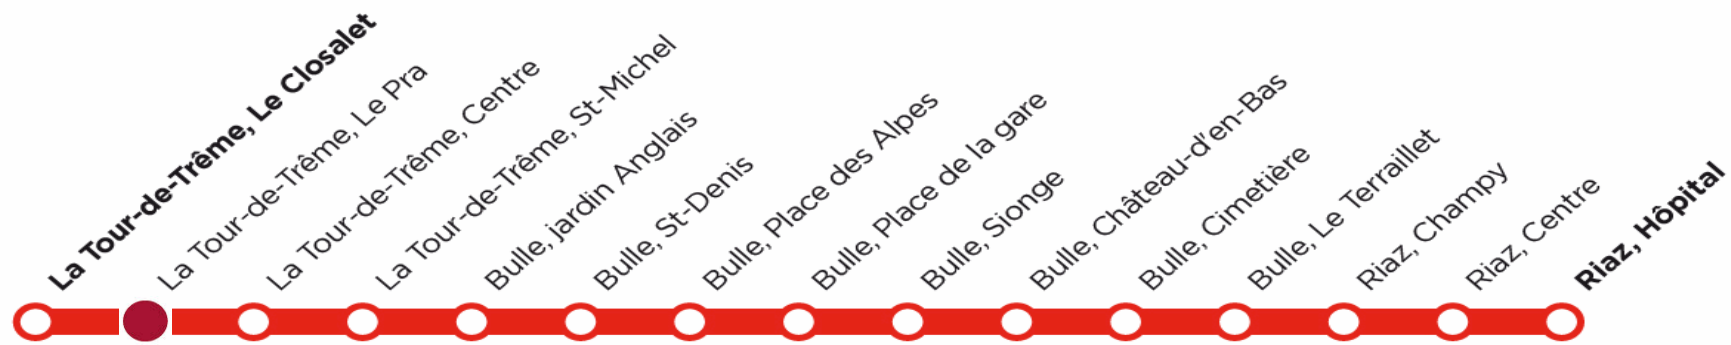 La Tour-de-Trême, Le Closalet
La Tour-de-Trême, Le Pra
La Tour-de-Trême, Centre
La Tour-de-Trême, St-Michel
Bulle, jardin Anglais
Bulle, St-Denis
Bulle, Place des Alpes
Bulle, Place de la gare
Bulle, Sionge
Bulle, Château-d'en-Bas
Bulle, Cimetière
Bulle, Le Terraillet
Riaz, Champy
Riaz, Centre
Riaz, Hôpital